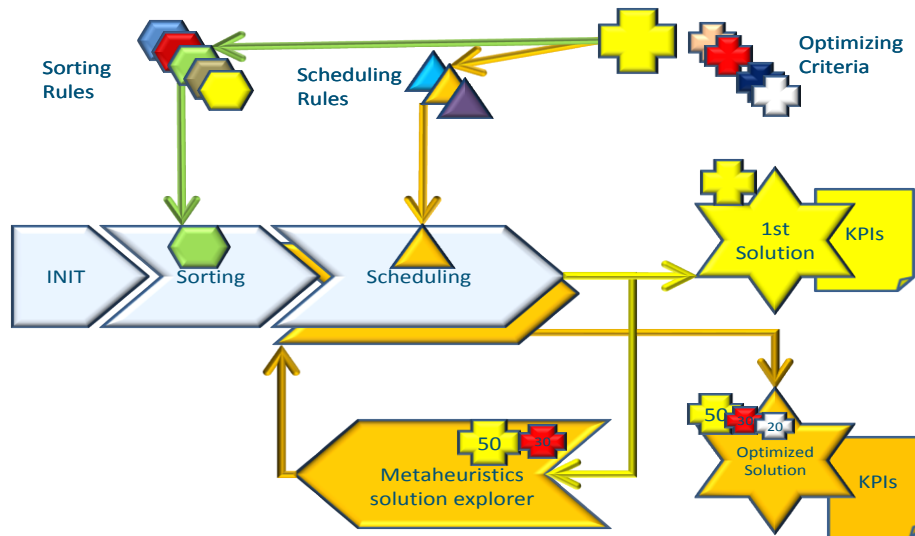 Sorting
Rules
Scheduling
Rules
Optimizing
Criteria
INIT
Sorting
Scheduling
1st
Solution
KPIs
50
30
Metaheuristics
solution explorer
50
30
20
Optimized
Solution
KPIs